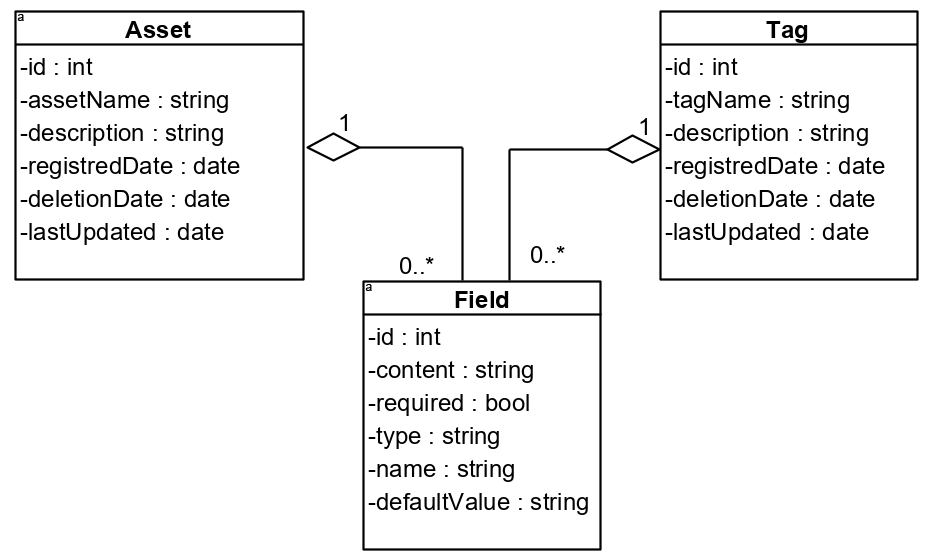 a
Asset
-id : int
-assetName : string
-description : string
-registredDate : date
-deletionDate : date
-lastUpdated : date
1
0..*
Tag
-id : int
-tagName : string
-description : string
-registredDate : date
-deletionDate : date
-lastUpdated : date
1
0..*
a
Field
-id : int
-content : string
-required : bool
-type : string
-name : string
-defaultValue : string